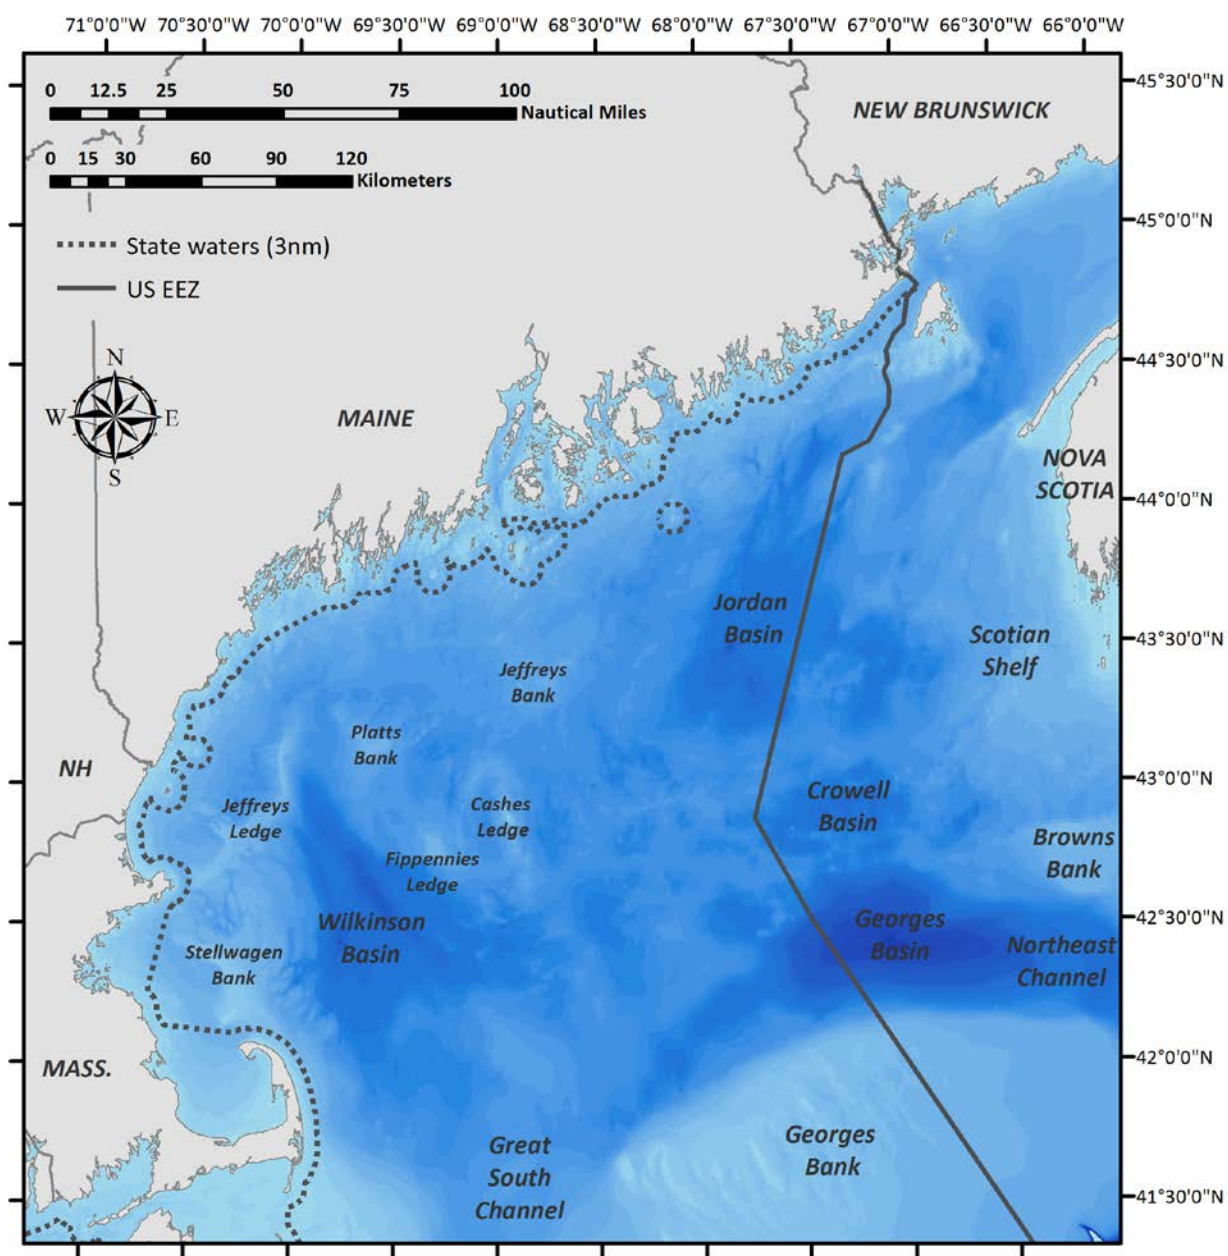 71°0'0"W 70°30'0"W 70°0'0"W 69°30'0"W 69°0'0"W 68°30'0"W 68°0'0"W 67°30'0"W 67°0'0"W 66°30'0"W 66°0'0"W
0 12.5 25 50 75 100
Nautical Miles
0 15 30 60 90 120
Kilometers
State waters (3nm)
US EEZ
N
W E
S
NEW BRUNSWICK
45°30'0"N
45°0'0"N
44°30'0"N
MAINE
NOVA
SCOTIA
44°0'0"N
Jordan
Basin
Scotian
Shelf
43°30'0"N
Jeffreys
Bank
Platts
Bank
NH
43°0'0"N
Jeffreys
Ledge
Cashes
Ledge
Crowell
Basin
Browns
Bank
Fippennies
Ledge
Wilkinson
Basin
Georges
Basin
42°30'0"N
Northeast
Channel
Stellwagen
Bank
MASS.
42°0'0"N
Great
South
Channel
Georges
Bank
41°30'0"N